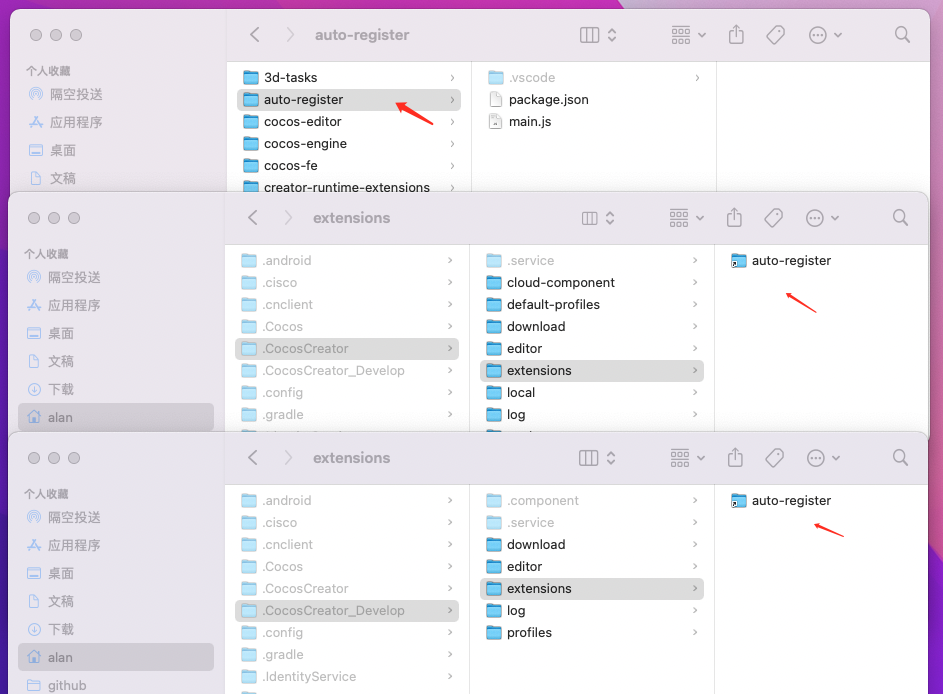 auto-register
个人收藏
隔空投送
应用程序
桌面
文稿
3d-tasks
auto-register
cocos-editor
cocos-engine
cocos-fe
creator-runtime-extensions
.vscode
package.json
main.js
extensions
个人收藏
隔空投送
应用程序
桌面
文稿
下载
alan
.android
.cisco
.cnclient
.Cocos
.CocosCreator
.CocosCreator_Develop
.config
.gradle
.service
cloud-component
default-profiles
download
editor
extensions
local
log
auto-register
extensions
个人收藏
隔空投送
应用程序
桌面
文稿
下载
alan
github
.android
.cisco
.cnclient
.Cocos
.CocosCreator
.CocosCreator_Develop
.config
.gradle
.IdentityService
.component
.service
download
editor
extensions
log
profiles
auto-register